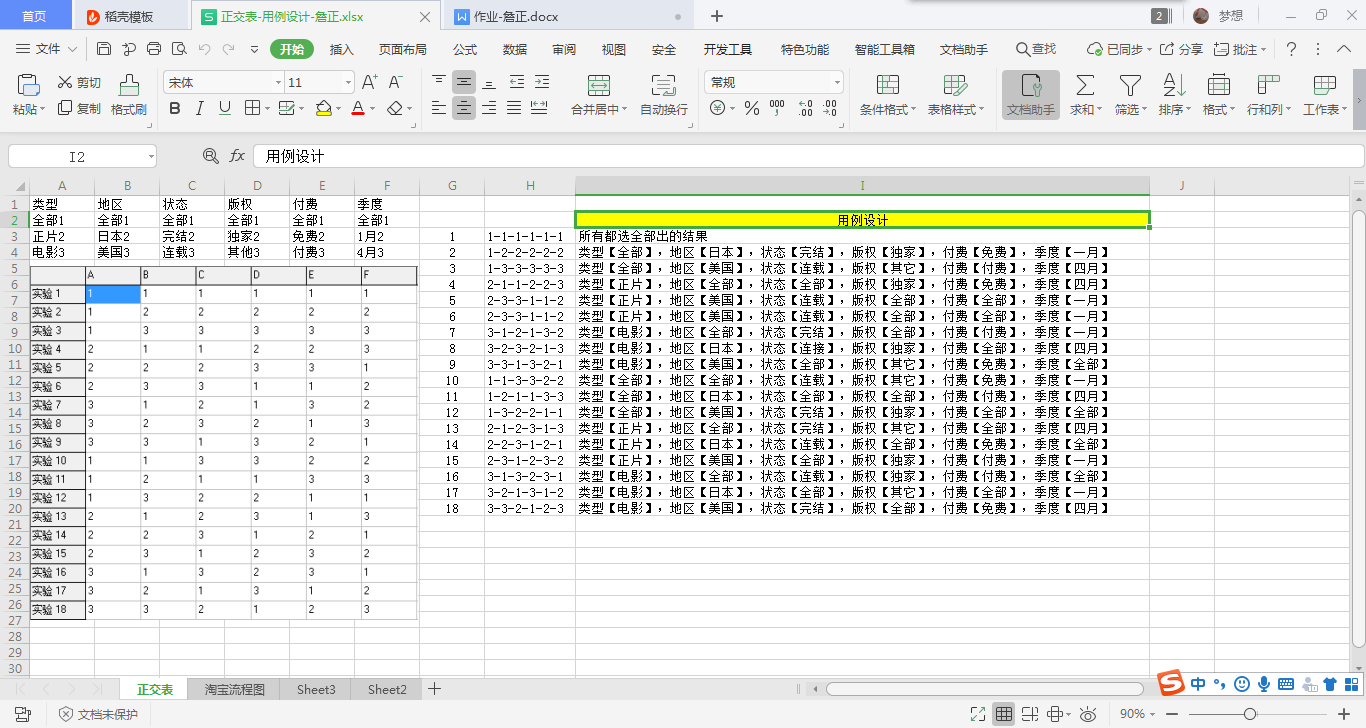 首页 稻壳模板 S 正交表-用例设计-詹正.xlsx W 作业-詹正.docx 2 梦想
文件 开始 插入 页面布局 公式 数据 审阅 视图 安全 开发工具 特色功能 智能工具箱 文档助手 查找 已同步 分享 批注
粘贴 剪切 复制 格式刷 宋体 11 A+ A- B I U A 合并居中 自动换行 常规 条件格式 表格样式 文档助手 求和 筛选 排序 格式 行和列 工作表
I2 fx 用例设计
A B C D E F G H I J
1 类型 地区 状态 版权 付费 季度
2 全部1 全部1 全部1 全部1 全部1 全部1 用例设计
3 正片2 日本2 完结2 独家2 免费2 1月2 1 1-1-1-1-1-1 所有都选全部出的结果
4 电影3 美国3 连载3 其他3 付费3 4月3 2 1-2-2-2-2-2 类型【全部】，地区【日本】，状态【完结】，版权【独家】，付费【免费】，季度【一月】
5 A B C D E F 3 1-3-3-3-3-3 类型【全部】，地区【美国】，状态【连载】，版权【其它】，付费【付费】，季度【四月】
6 实验 1 1 1 1 1 1 1 4 2-1-1-2-2-3 类型【正片】，地区【全部】，状态【全部】，版权【独家】，付费【免费】，季度【四月】
7 实验 2 1 2 2 2 2 2 5 2-3-3-1-1-2 类型【正片】，地区【美国】，状态【连载】，版权【全部】，付费【全部】，季度【一月】
8 实验 3 1 3 3 3 3 3 6 2-3-3-1-1-2 类型【正片】，地区【美国】，状态【连载】，版权【全部】，付费【全部】，季度【一月】
9 实验 4 2 1 1 2 2 3 7 3-1-2-1-3-2 类型【电影】，地区【全部】，状态【完结】，版权【全部】，付费【付费】，季度【一月】
10 实验 5 2 2 2 3 3 1 8 3-2-3-2-1-3 类型【电影】，地区【日本】，状态【连接】，版权【独家】，付费【全部】，季度【四月】
11 实验 6 2 3 3 1 1 2 9 3-3-1-3-2-1 类型【电影】，地区【美国】，状态【全部】，版权【其它】，付费【免费】，季度【全部】
12 实验 7 3 1 2 1 3 2 10 1-1-3-3-2-2 类型【全部】，地区【全部】，状态【连载】，版权【其它】，付费【免费】，季度【一月】
13 实验 8 3 2 3 2 1 3 11 1-2-1-1-3-3 类型【全部】，地区【日本】，状态【全部】，版权【全部】，付费【付费】，季度【四月】
14 实验 9 3 3 1 3 2 1 12 1-3-2-2-1-1 类型【全部】，地区【美国】，状态【完结】，版权【独家】，付费【全部】，季度【全部】
15 实验 10 1 1 3 3 2 2 13 2-1-2-3-1-3 类型【正片】，地区【全部】，状态【完结】，版权【其它】，付费【全部】，季度【四月】
16 实验 11 1 2 1 1 3 3 14 2-2-3-1-2-1 类型【正片】，地区【日本】，状态【连载】，版权【全部】，付费【免费】，季度【全部】
17 实验 12 1 3 2 2 1 1 15 2-3-1-2-3-2 类型【正片】，地区【美国】，状态【全部】，版权【独家】，付费【付费】，季度【一月】
18 实验 13 2 1 2 3 1 3 16 3-1-3-2-3-1 类型【电影】，地区【全部】，状态【连载】，版权【独家】，付费【付费】，季度【全部】
19 实验 14 2 2 3 1 2 1 17 3-2-1-3-1-2 类型【电影】，地区【日本】，状态【全部】，版权【其它】，付费【全部】，季度【一月】
20 实验 15 2 3 1 2 3 2 18 3-3-2-1-2-3 类型【电影】，地区【美国】，状态【完结】，版权【全部】，付费【免费】，季度【四月】
21 实验 16 3 1 3 2 3 1
22 实验 17 3 2 1 3 1 2
23 实验 18 3 3 2 1 2 3
24
25
26
27
28
29
30
正交表 淘宝流程图 Sheet3 Sheet2
S 中
文档未保护 90%